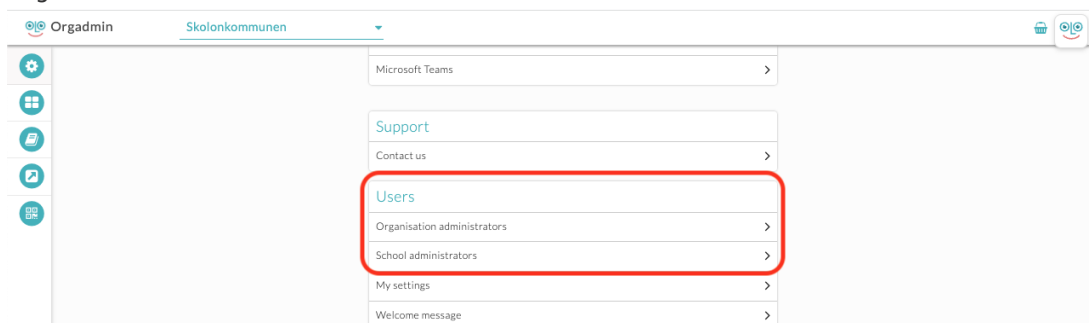 Orgadmin Skolonkommunen
Microsoft Teams
Support
Contact us
Users
Organisation administrators
School administrators
My settings
Welcome message